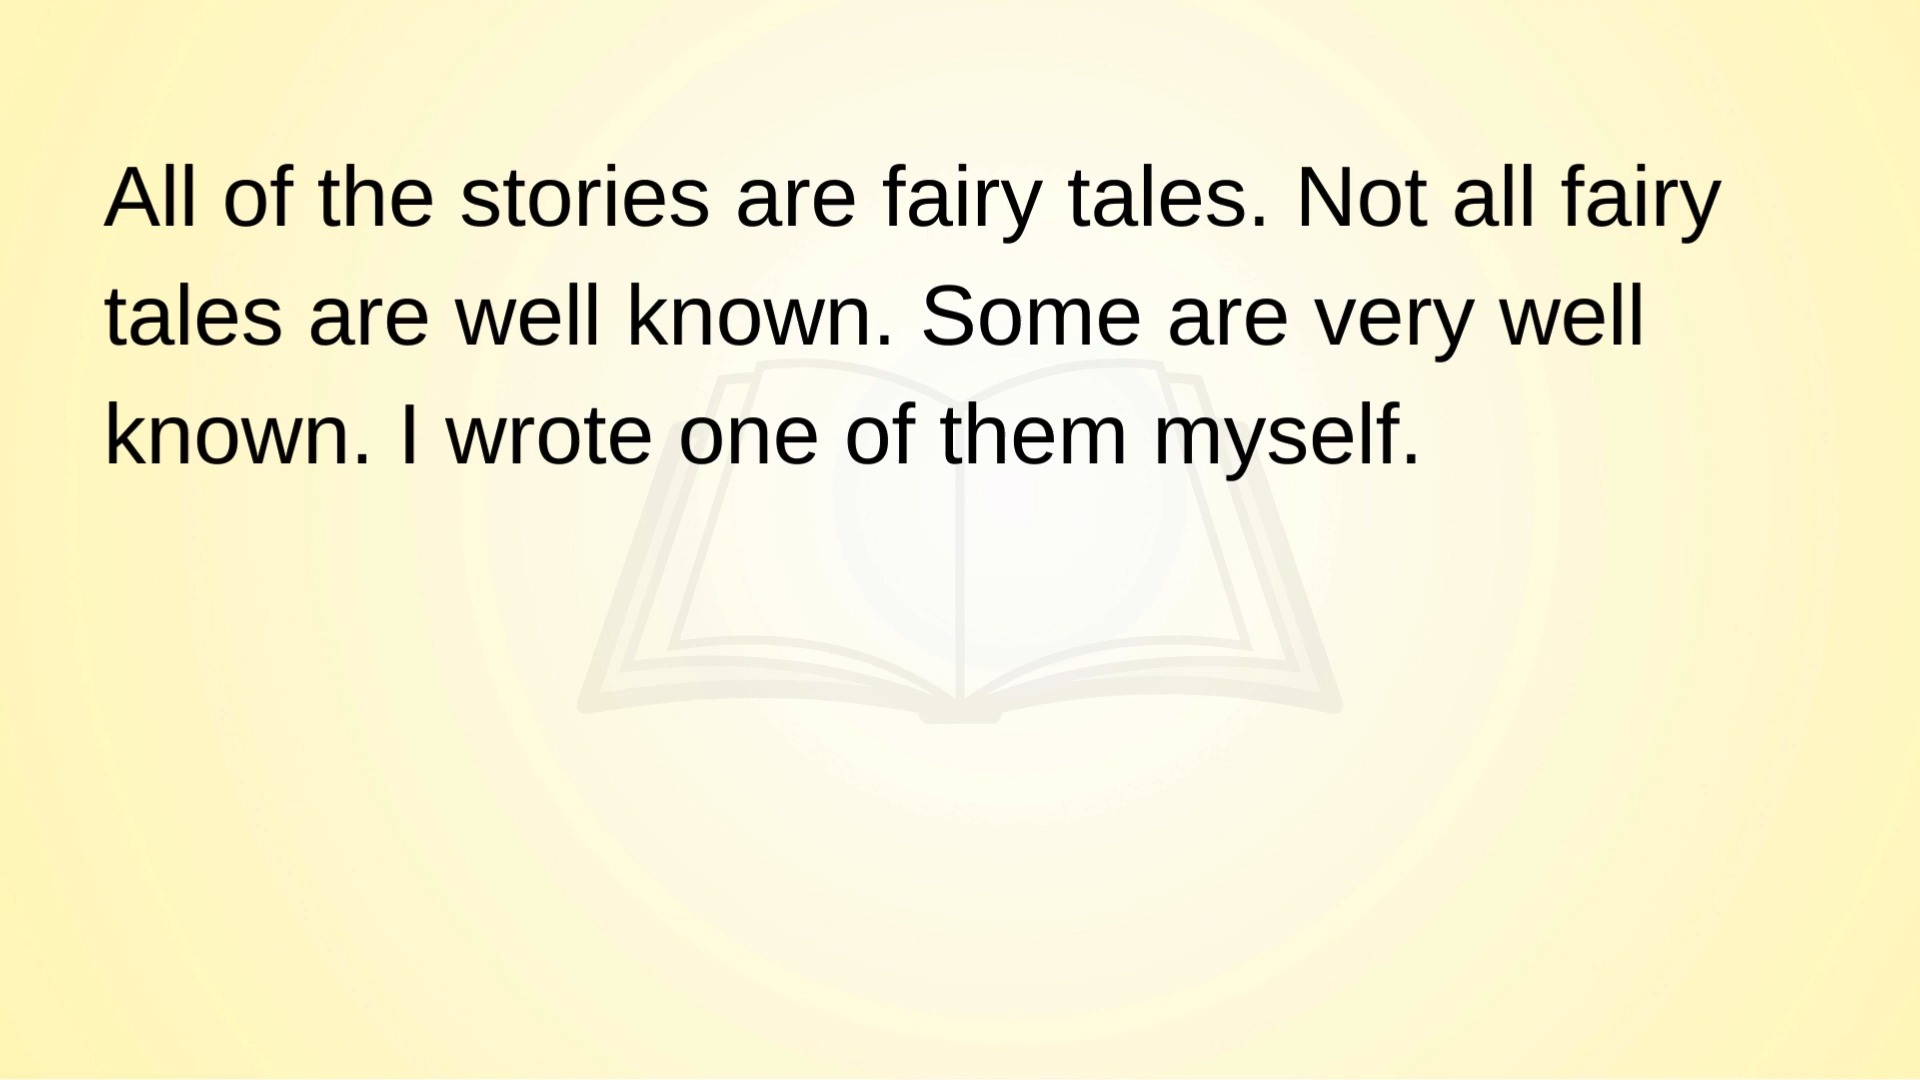 All of the stories are fairy tales. Not all fairy
tales are well known. Some are very well
known. I wrote one of them myself.